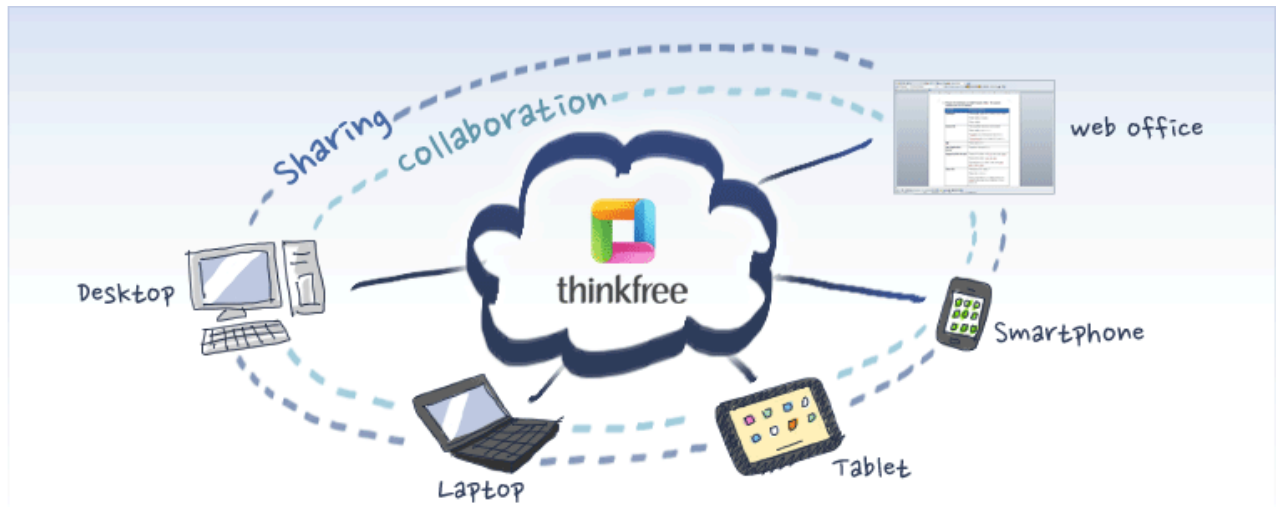 Sharing
collaboration
web office
thinkfree
Desktop
Smartphone
Tablet
Laptop